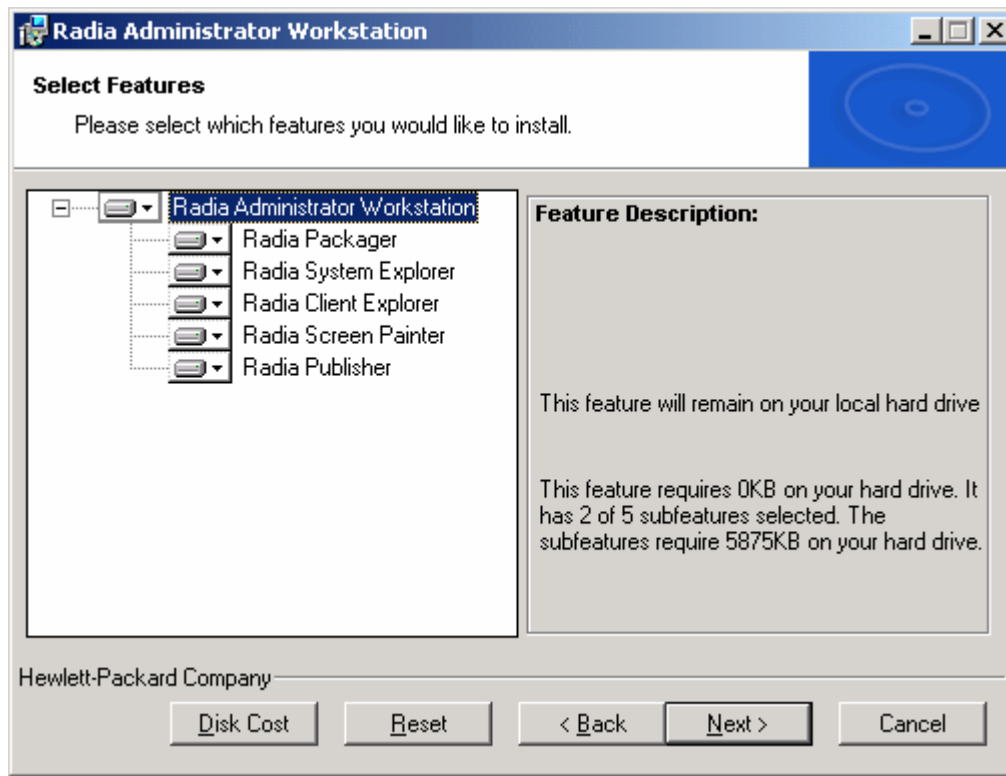 Radia Administrator Workstation
Select Features
Please select which features you would like to install.
Radia Administrator Workstation
Radia Packager
Radia System Explorer
Radia Client Explorer
Radia Screen Painter
Radia Publisher
Feature Description:
This feature will remain on your local hard drive
This feature requires 0KB on your hard drive. It
has 2 of 5 subfeatures selected. The
subfeatures require 5875KB on your hard drive.
Hewlett-Packard Company
Disk Cost
Reset
< Back
Next >
Cancel